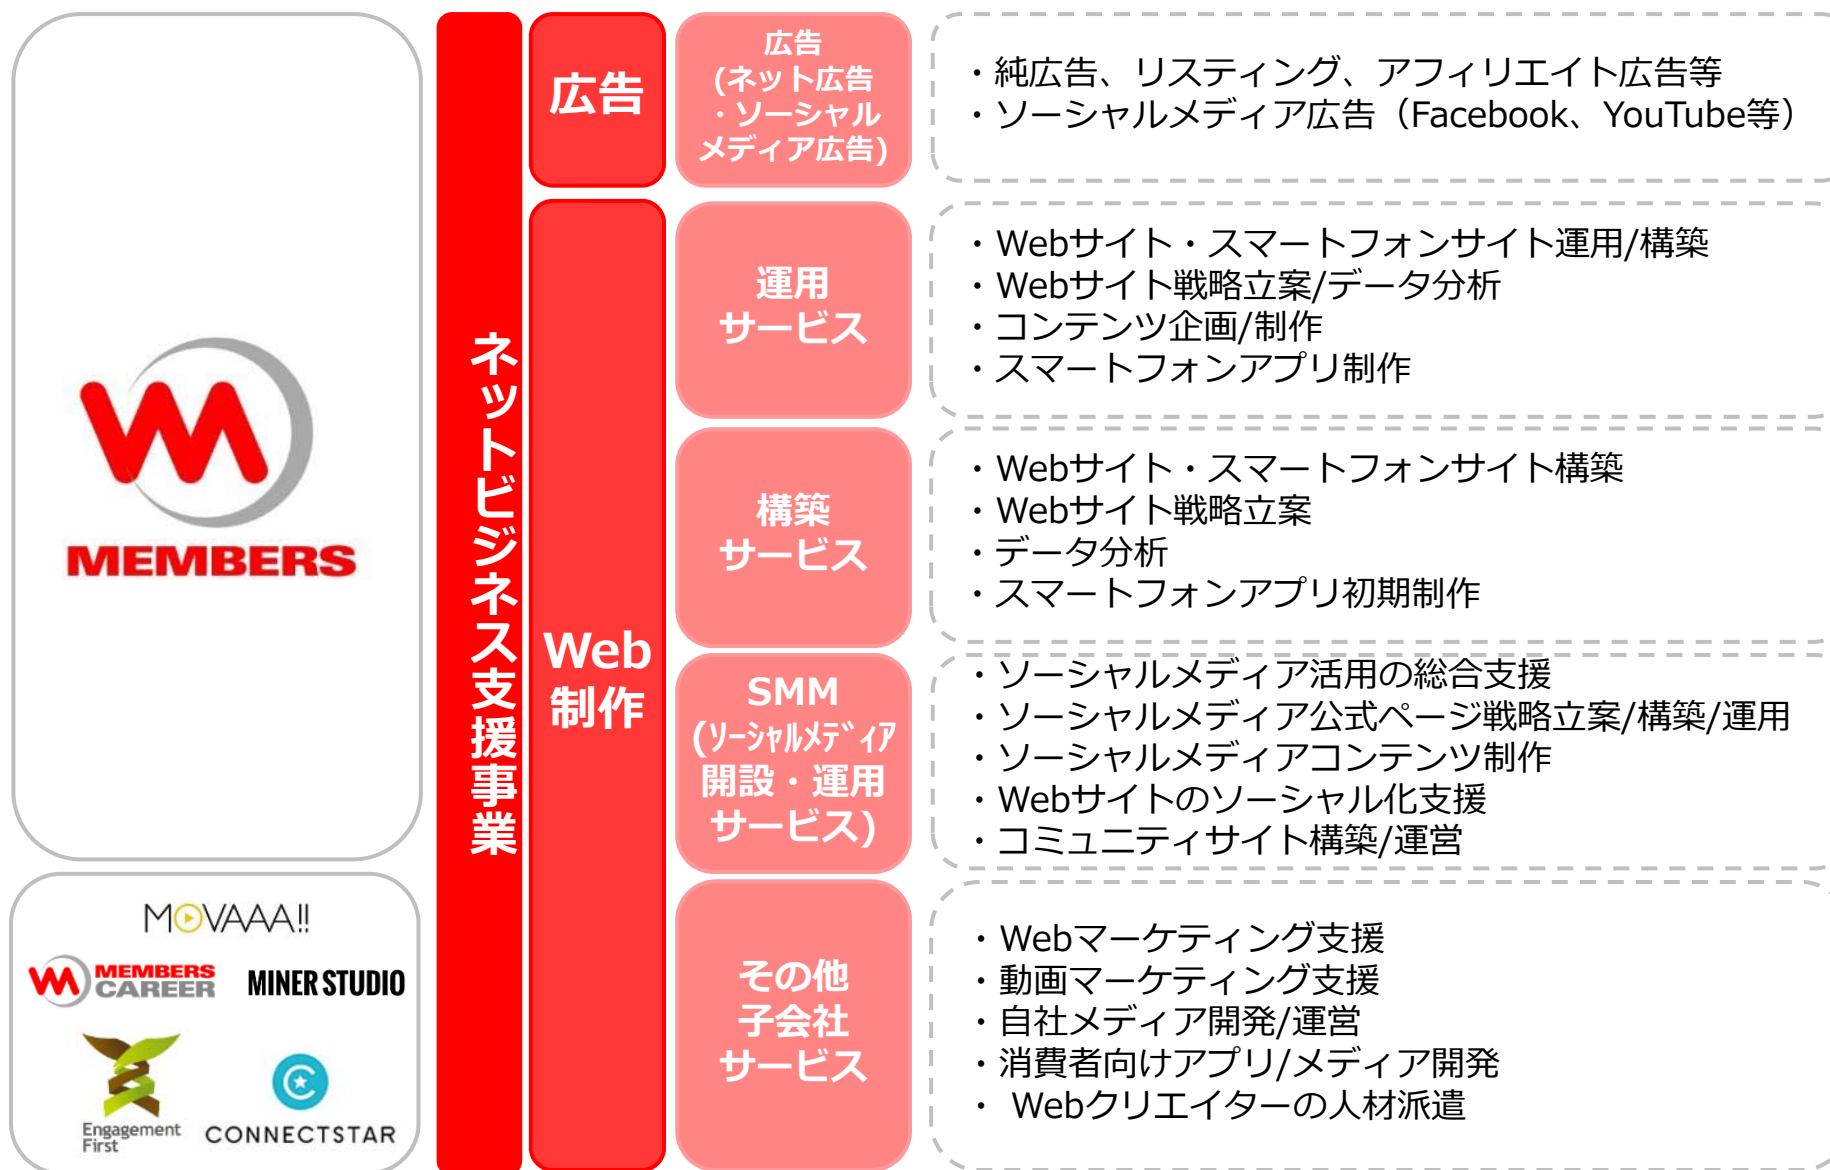 MEMBERS
MOVAAA!!
MEMBERS
CAREER
MINER STUDIO
Engagement
First
CONNECTSTAR
ネットビジネス支援事業
広告
広告
(ネット広告
・ソーシャル
メディア広告)
・純広告、リスティング、アフィリエイト広告等
・ソーシャルメディア広告（Facebook、YouTube等）
Web
制作
運用
サービス
・Webサイト・スマートフォンサイト運用/構築
・Webサイト戦略立案/データ分析
・コンテンツ企画/制作
・スマートフォンアプリ制作
構築
サービス
・Webサイト・スマートフォンサイト構築
・Webサイト戦略立案
・データ分析
・スマートフォンアプリ初期制作
SMM
(ｿｰｼｬﾙﾒﾃﾞｨｱ
開設・運用
サービス)
・ソーシャルメディア活用の総合支援
・ソーシャルメディア公式ページ戦略立案/構築/運用
・ソーシャルメディアコンテンツ制作
・Webサイトのソーシャル化支援
・コミュニティサイト構築/運営
その他
子会社
サービス
・Webマーケティング支援
・動画マーケティング支援
・自社メディア開発/運営
・消費者向けアプリ/メディア開発
・ Webクリエイターの人材派遣